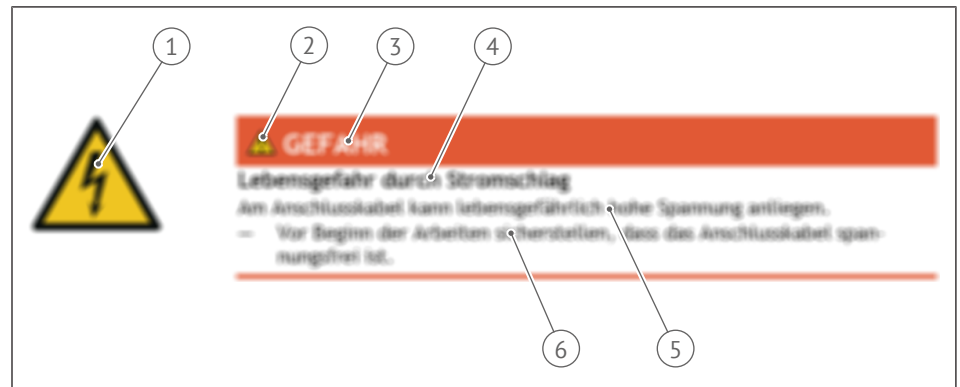 1 2 3 4
GEFAHR
Lebensgefahr durch Stromschlag
Am Anschlusskabel kann lebensgefährlich hohe Spannung anliegen.
– Vor Beginn der Arbeiten sicherstellen, dass das Anschlusskabel span-
nungsfrei ist.
6 5